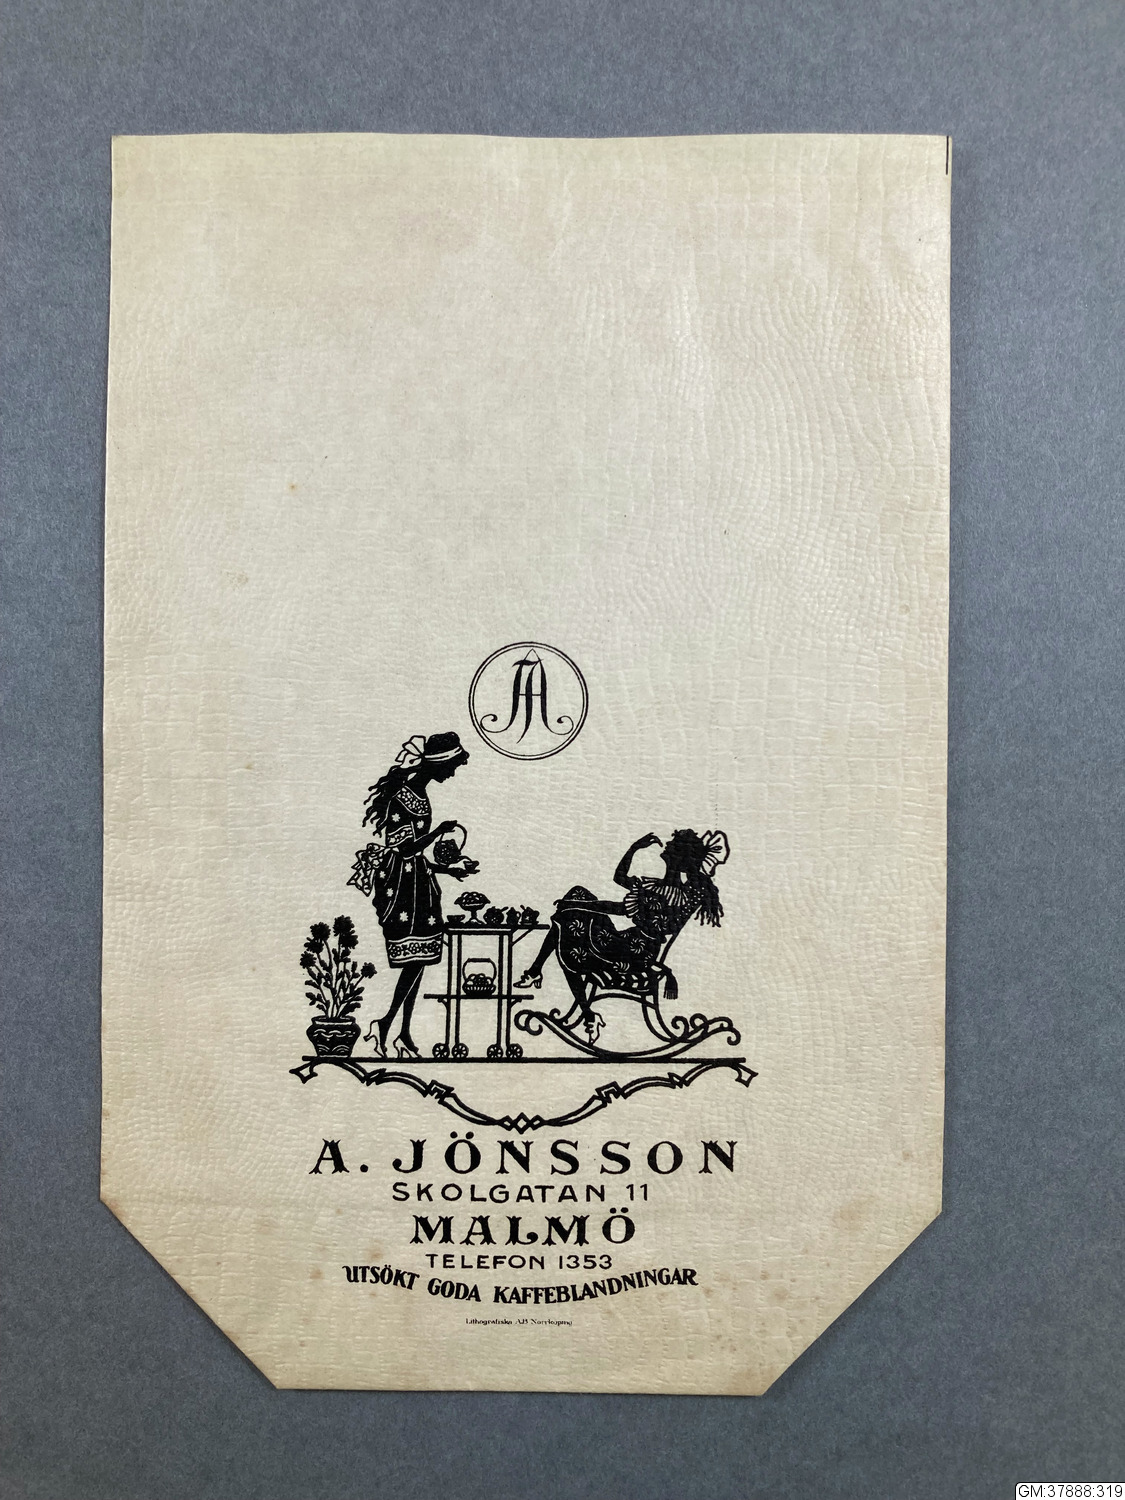 A. JÖNSSON
SKOLGATAN 11
MALMÖ
TELEFON 1353
UTSÖKT GODA KAFFEBLANDNINGAR
Lithografiska AB Norrköping
GM:37888:319